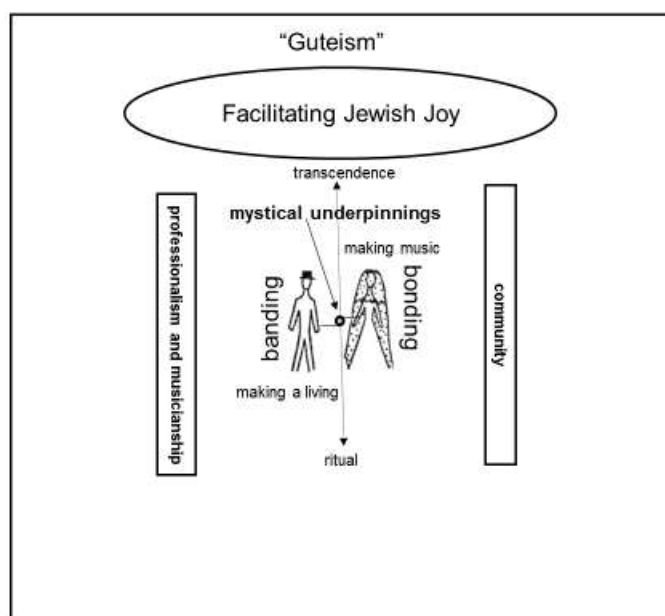 “Guteism”
Facilitating Jewish Joy
transcendence
professionalism and musicianship
mystical underpinnings
community
making music
banding
bonding
making a living
ritual